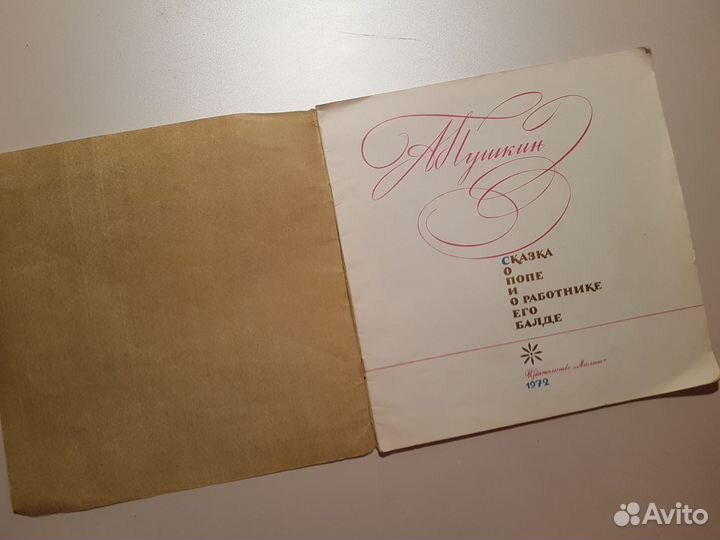 А Пушкин
СКАЗКА
О
ПОПЕ
И
О РАБОТНИКЕ
ЕГО
БАЛДЕ
Издательство „Малыш“
1972
Avito